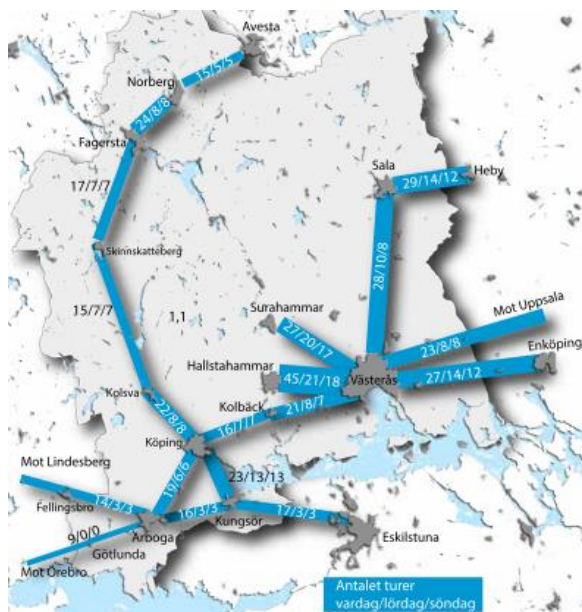 Avesta
15/5/5
Norberg
24/8/8
Fagersta
17/7/7
Sala
29/14/12
Heby
Skinnskatteberg
28/10/8
15/7/7
1,1
Surahammar
27/20/17
Mot Uppsala
23/8/8
Enköping
Hallstahammar
45/21/18
Västerås
27/14/12
Kolsva
22/8/8
Kolbäck
21/8/7
16/7/7
Köping
19/6/6
23/13/13
Mot Lindesberg
14/3/3
Fellingsbro
16/3/3
Kungsör
17/3/3
9/0/0
Arboga
Götlunda
Eskilstuna
Mot Örebro
Antalet turer
vardag/lördag/söndag